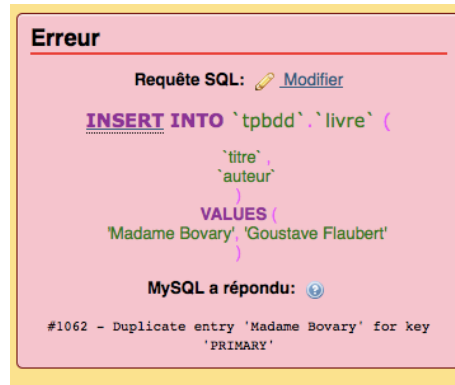 Erreur
Requête SQL: Modifier
INSERT INTO `tpbdd`.`livre` (
`titre` ,
`auteur`
)
VALUES (
'Madame Bovary', 'Goustave Flaubert'
)
MySQL a répondu:
#1062 - Duplicate entry 'Madame Bovary' for key
'PRIMARY'